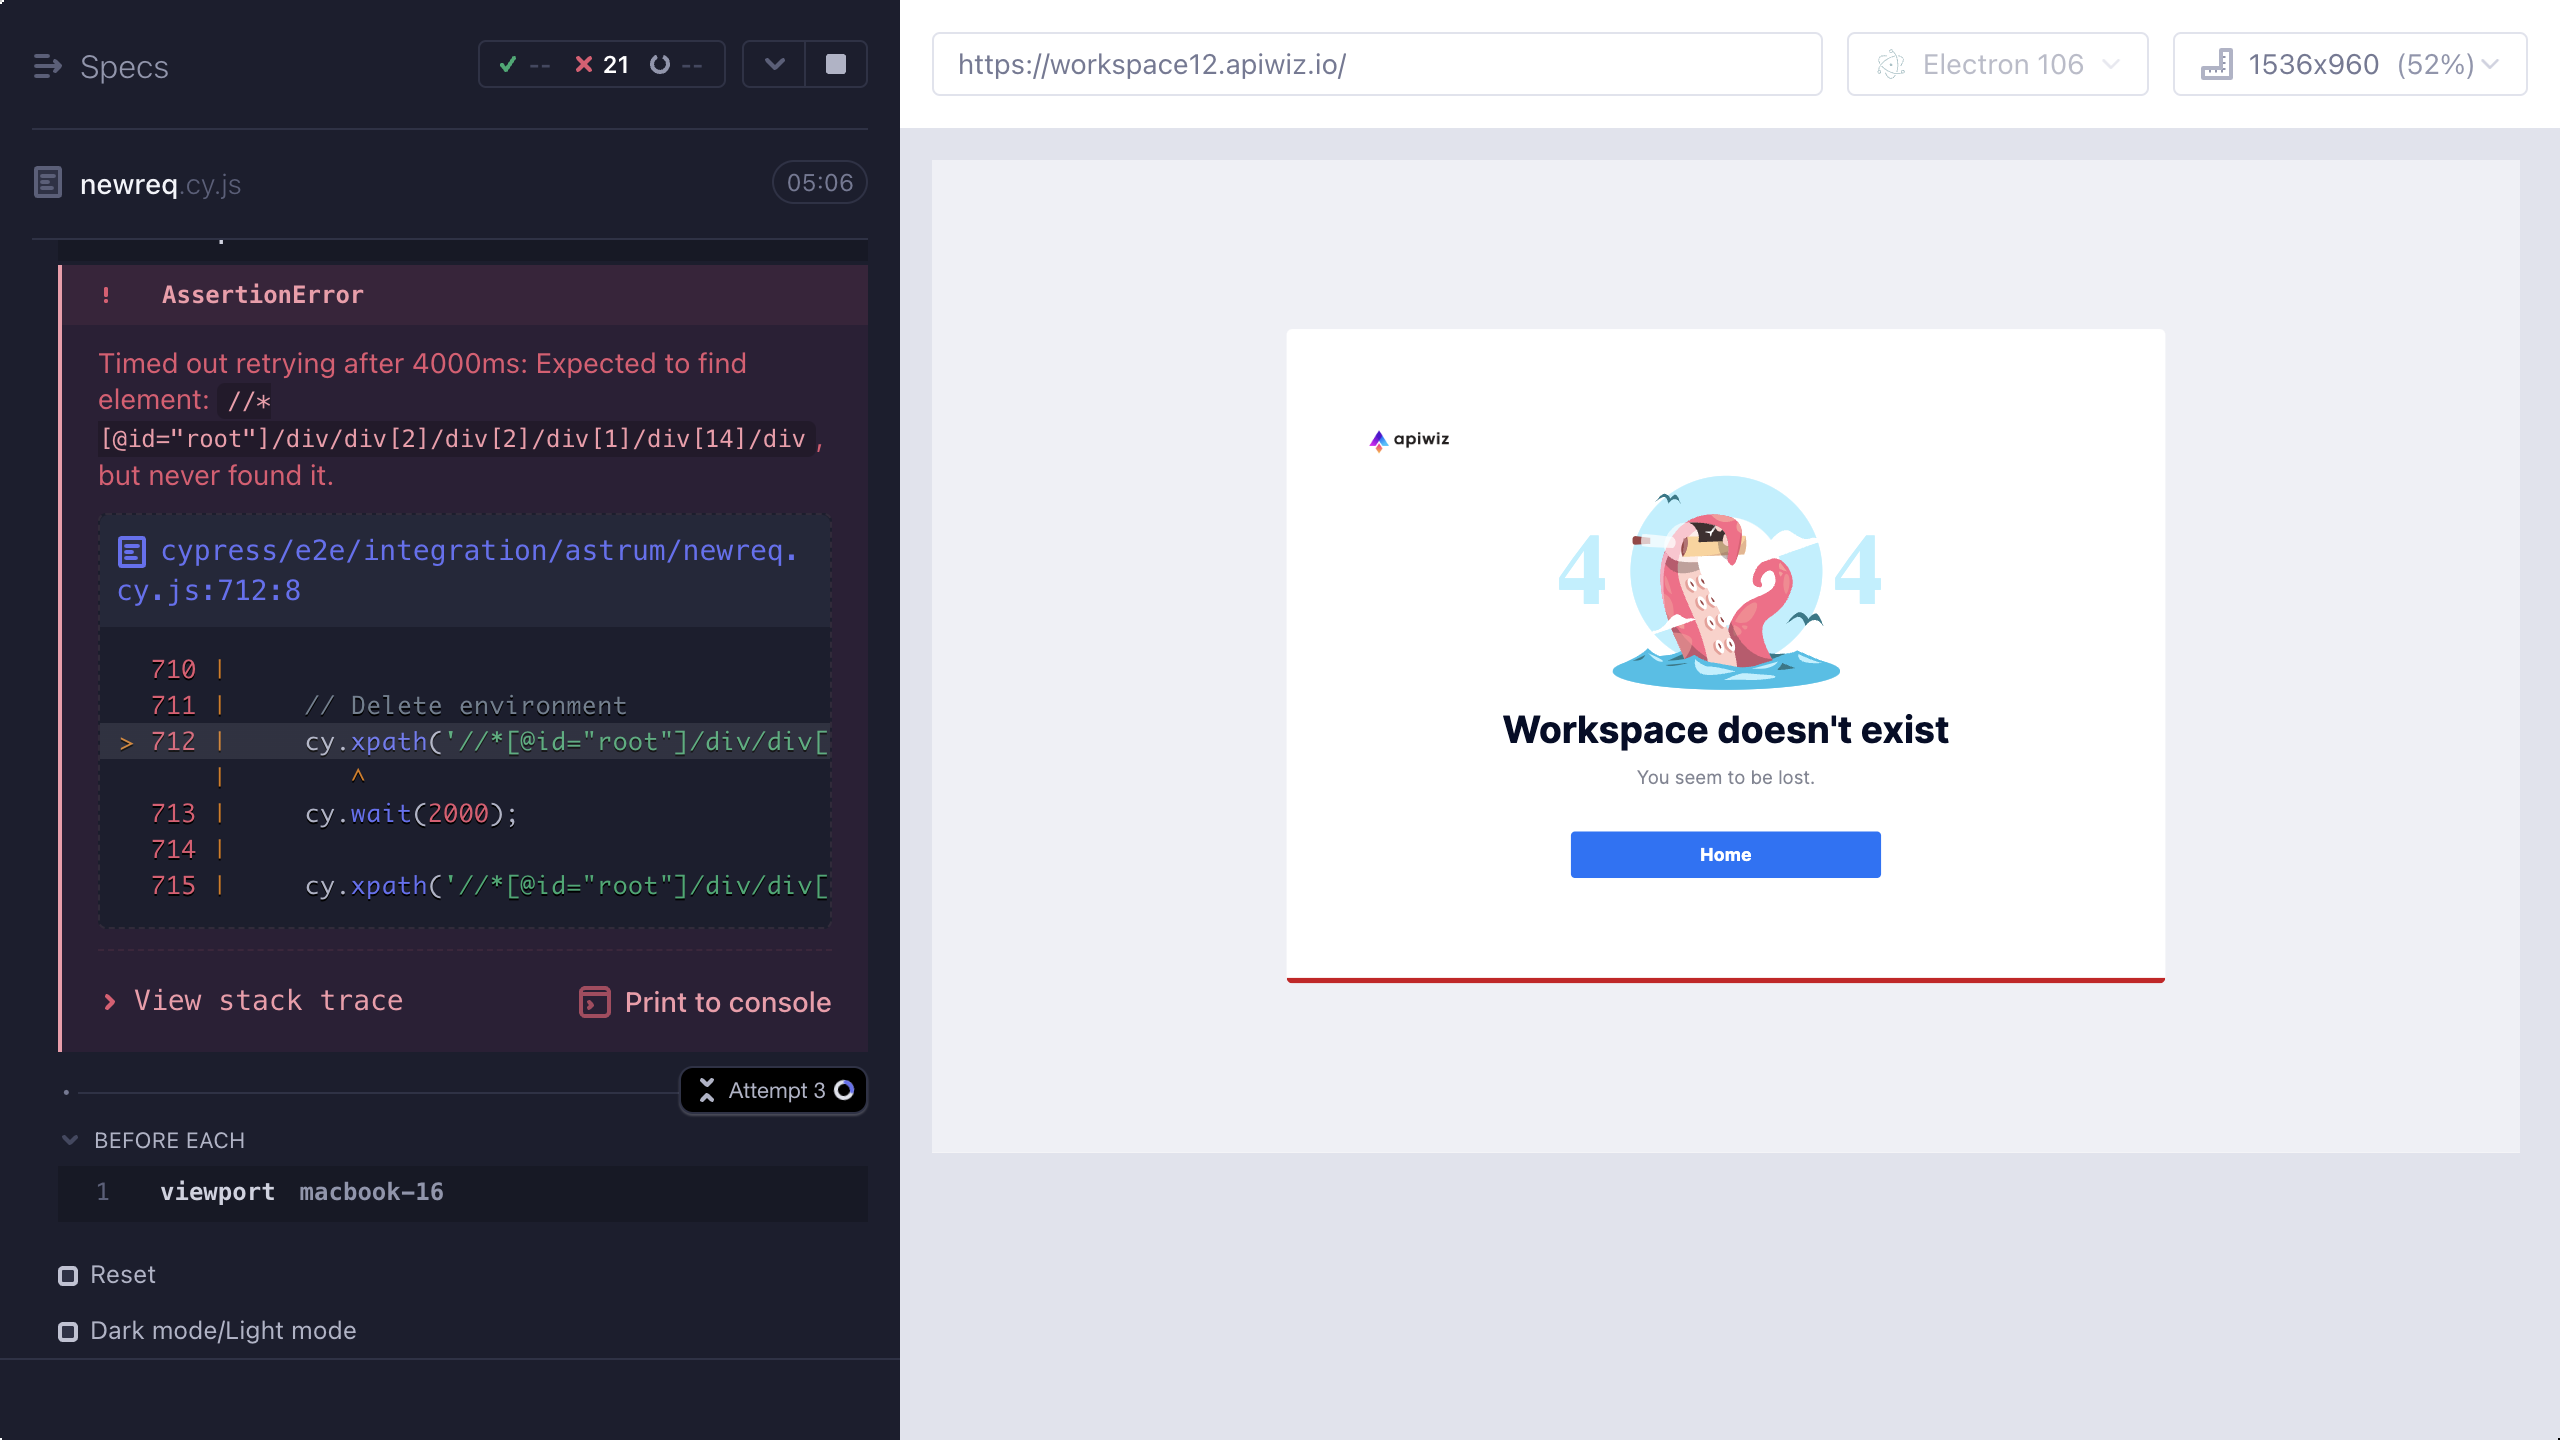 Specs
-- 21 --
newreq.cy.js
05:06
! AssertionError
Timed out retrying after 4000ms: Expected to find
element: //*
[@id="root"]/div/div[2]/div[2]/div[1]/div[14]/div,
but never found it.
cypress/e2e/integration/astrum/newreq.
cy.js:712:8
710 |
711 | // Delete environment
> 712 | cy.xpath('//*[@id="root"]/div/div[
| ^
713 | cy.wait(2000);
714 |
715 | cy.xpath('//*[@id="root"]/div/div[
View stack trace
Print to console
Attempt 3
BEFORE EACH
1 viewport macbook-16
Reset
Dark mode/Light mode
https://workspace12.apiwiz.io/
Electron 106
1536x960 (52%)
apiwiz
4 4
Workspace doesn't exist
You seem to be lost.
Home